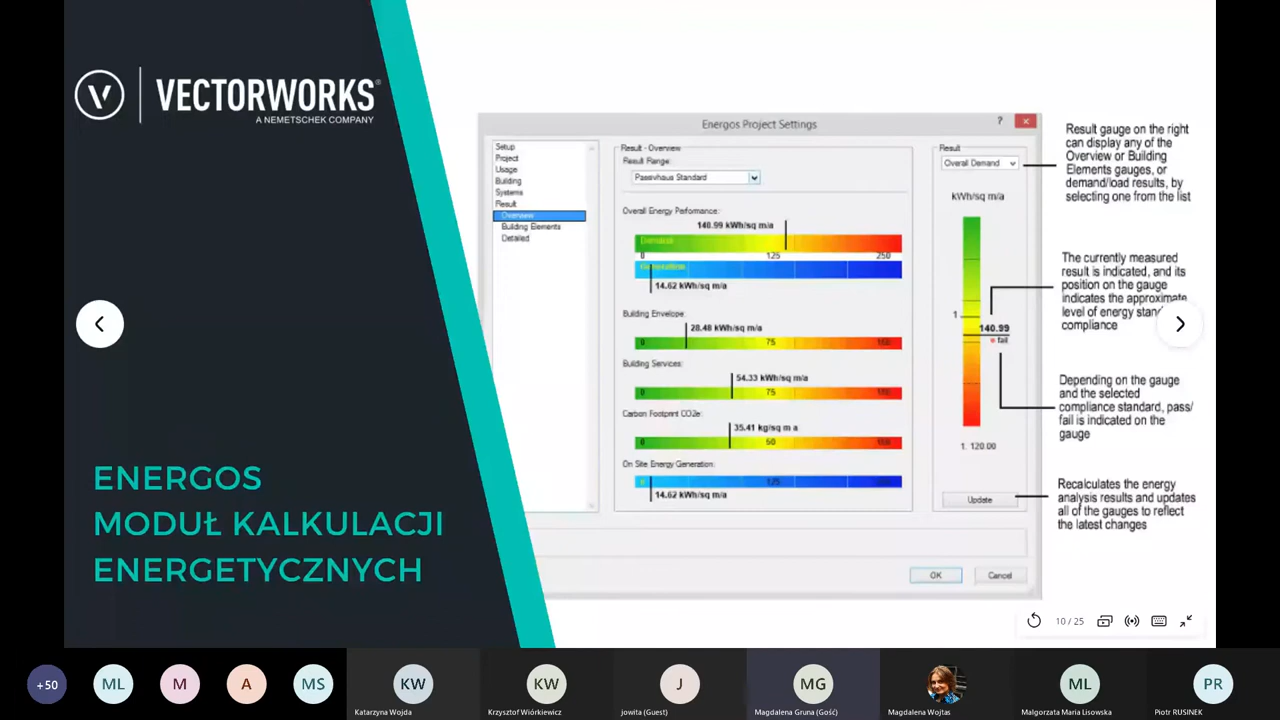 VECTORWORKS®
A NEMETSCHEK COMPANY
ENERGOS
MODUŁ KALKULACJI
ENERGETYCZNYCH
Energos Project Settings
?
Setup
Project
Usage
Building
Systems
Result
Overview
Building Elements
Detailed
Result - Overview
Result Range:
Passivhaus Standard
Overall Energy Performance:
140.99 kWh/sq m/a
Demand
0 125 250
Generation
14.62 kWh/sq m/a
Building Envelope:
28.48 kWh/sq m/a
0 75 150
Building Services:
54.33 kWh/sq m/a
0 75 150
Carbon Footprint CO2e:
35.41 kg/sq m a
0 50 100
On Site Energy Generation:
0 125
14.62 kWh/sq m/a
Result
Overall Demand
kWh/sq m/a
1
140.99
fail
1. 120.00
Update
OK
Cancel
Result gauge on the right
can display any of the
Overview or Building
Elements gauges, or
demand/load results, by
selecting one from the list
The currently measured
result is indicated, and its
position on the gauge
indicates the approximate
level of energy
compliance
Depending on the gauge
and the selected
compliance standard, pass/
fail is indicated on the
gauge
Recalculates the energy
analysis results and updates
all of the gauges to reflect
the latest changes
10 / 25
+50
ML
M
A
MS
KW
Katarzyna Wojda
KW
Krzysztof Wiórkiewicz
J
jowita (Guest)
MG
Magdalena Gruna (Gość)
Magdalena Wojtas
ML
Małgorzata Maria Lisowska
PR
Piotr RUSINEK